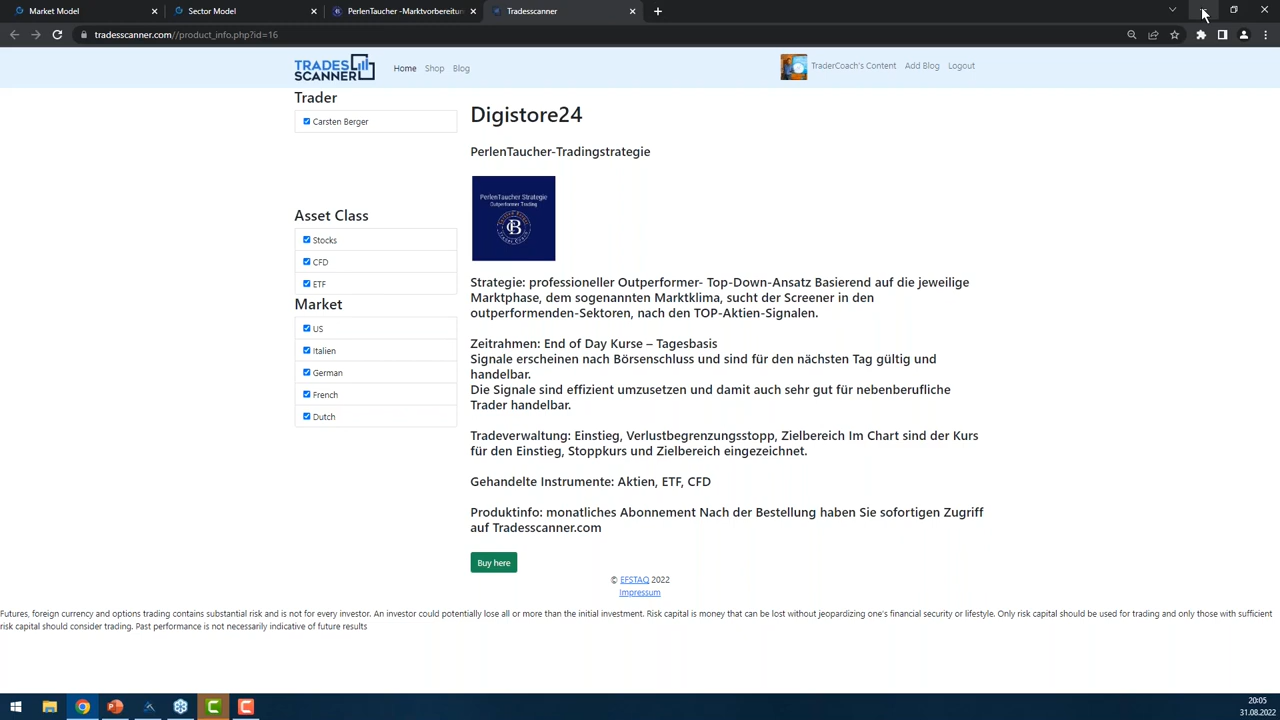 Market Model
Sector Model
PerlenTaucher -Marktvorbereitun
Tradesscanner
tradesscanner.com//product_info.php?id=16
TRADES
SCANNER
Home
Shop
Blog
TraderCoach's Content
Add Blog
Logout
Trader
Carsten Berger
Asset Class
Stocks
CFD
ETF
Market
US
Italien
German
French
Dutch
Digistore24
PerlenTaucher-Tradingstrategie
PerlenTaucher Strategie
Outperformer Trading
Strategie: professioneller Outperformer- Top-Down-Ansatz Basierend auf die jeweilige
Marktphase, dem sogenannten Marktklima, sucht der Screener in den
outperformenden-Sektoren, nach den TOP-Aktien-Signalen.
Zeitrahmen: End of Day Kurse – Tagesbasis
Signale erscheinen nach Börsenschluss und sind für den nächsten Tag gültig und
handelbar.
Die Signale sind effizient umzusetzen und damit auch sehr gut für nebenberufliche
Trader handelbar.
Tradeverwaltung: Einstieg, Verlustbegrenzungsstopp, Zielbereich Im Chart sind der Kurs
für den Einstieg, Stoppkurs und Zielbereich eingezeichnet.
Gehandelte Instrumente: Aktien, ETF, CFD
Produktinfo: monatliches Abonnement Nach der Bestellung haben Sie sofortigen Zugriff
auf Tradesscanner.com
Buy here
© EFSTAQ 2022
Impressum
Futures, foreign currency and options trading contains substantial risk and is not for every investor. An investor could potentially lose all or more than the initial investment. Risk capital is money that can be lost without jeopardizing one's financial security or lifestyle. Only risk capital should be used for trading and only those with sufficient
risk capital should consider trading. Past performance is not necessarily indicative of future results
20:05
31.08.2022